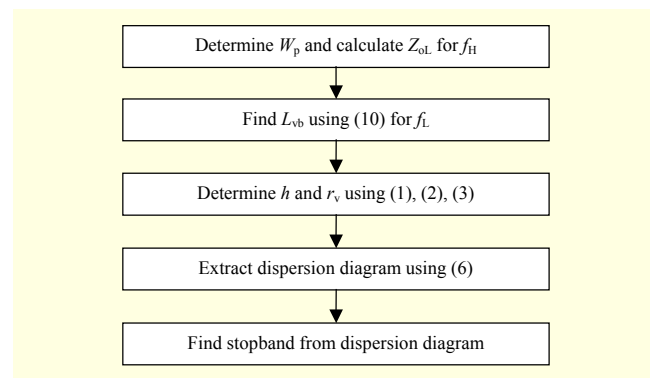 Determine Wp and calculate ZoL for fH
Find Lvb using (10) for fL
Determine h and rv using (1), (2), (3)
Extract dispersion diagram using (6)
Find stopband from dispersion diagram